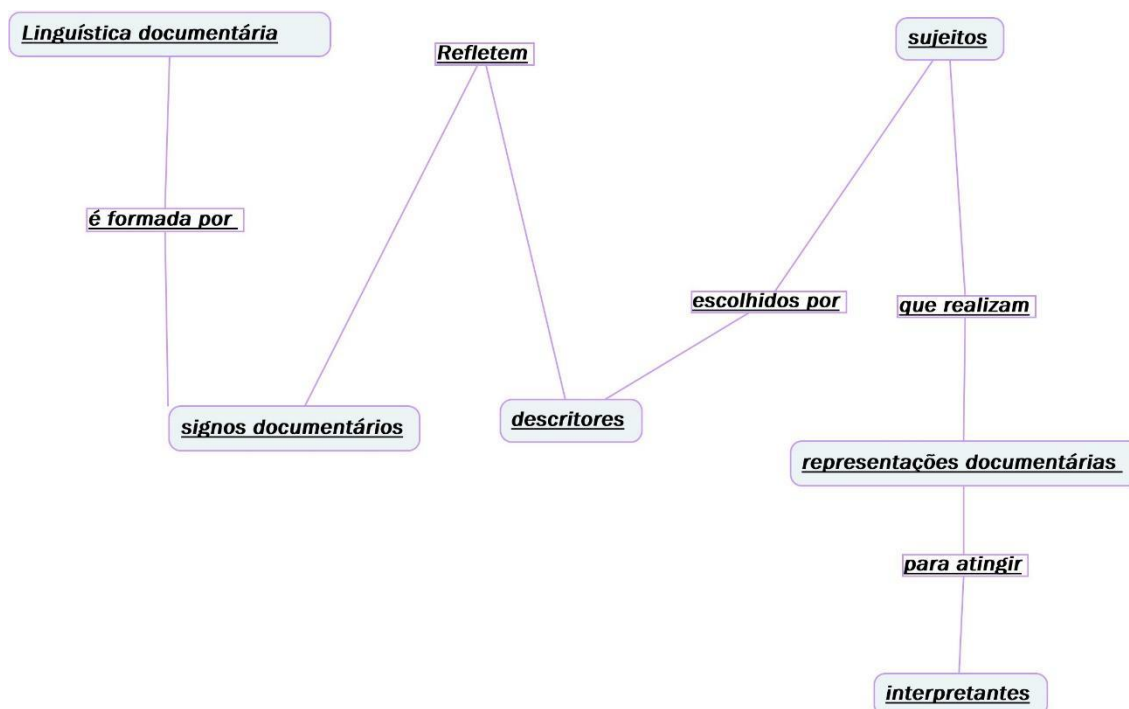 Linguística documentária
Refletem
sujeitos
é formada por
escolhidos por
que realizam
signos documentários
descritores
representações documentárias
para atingir
interpretantes